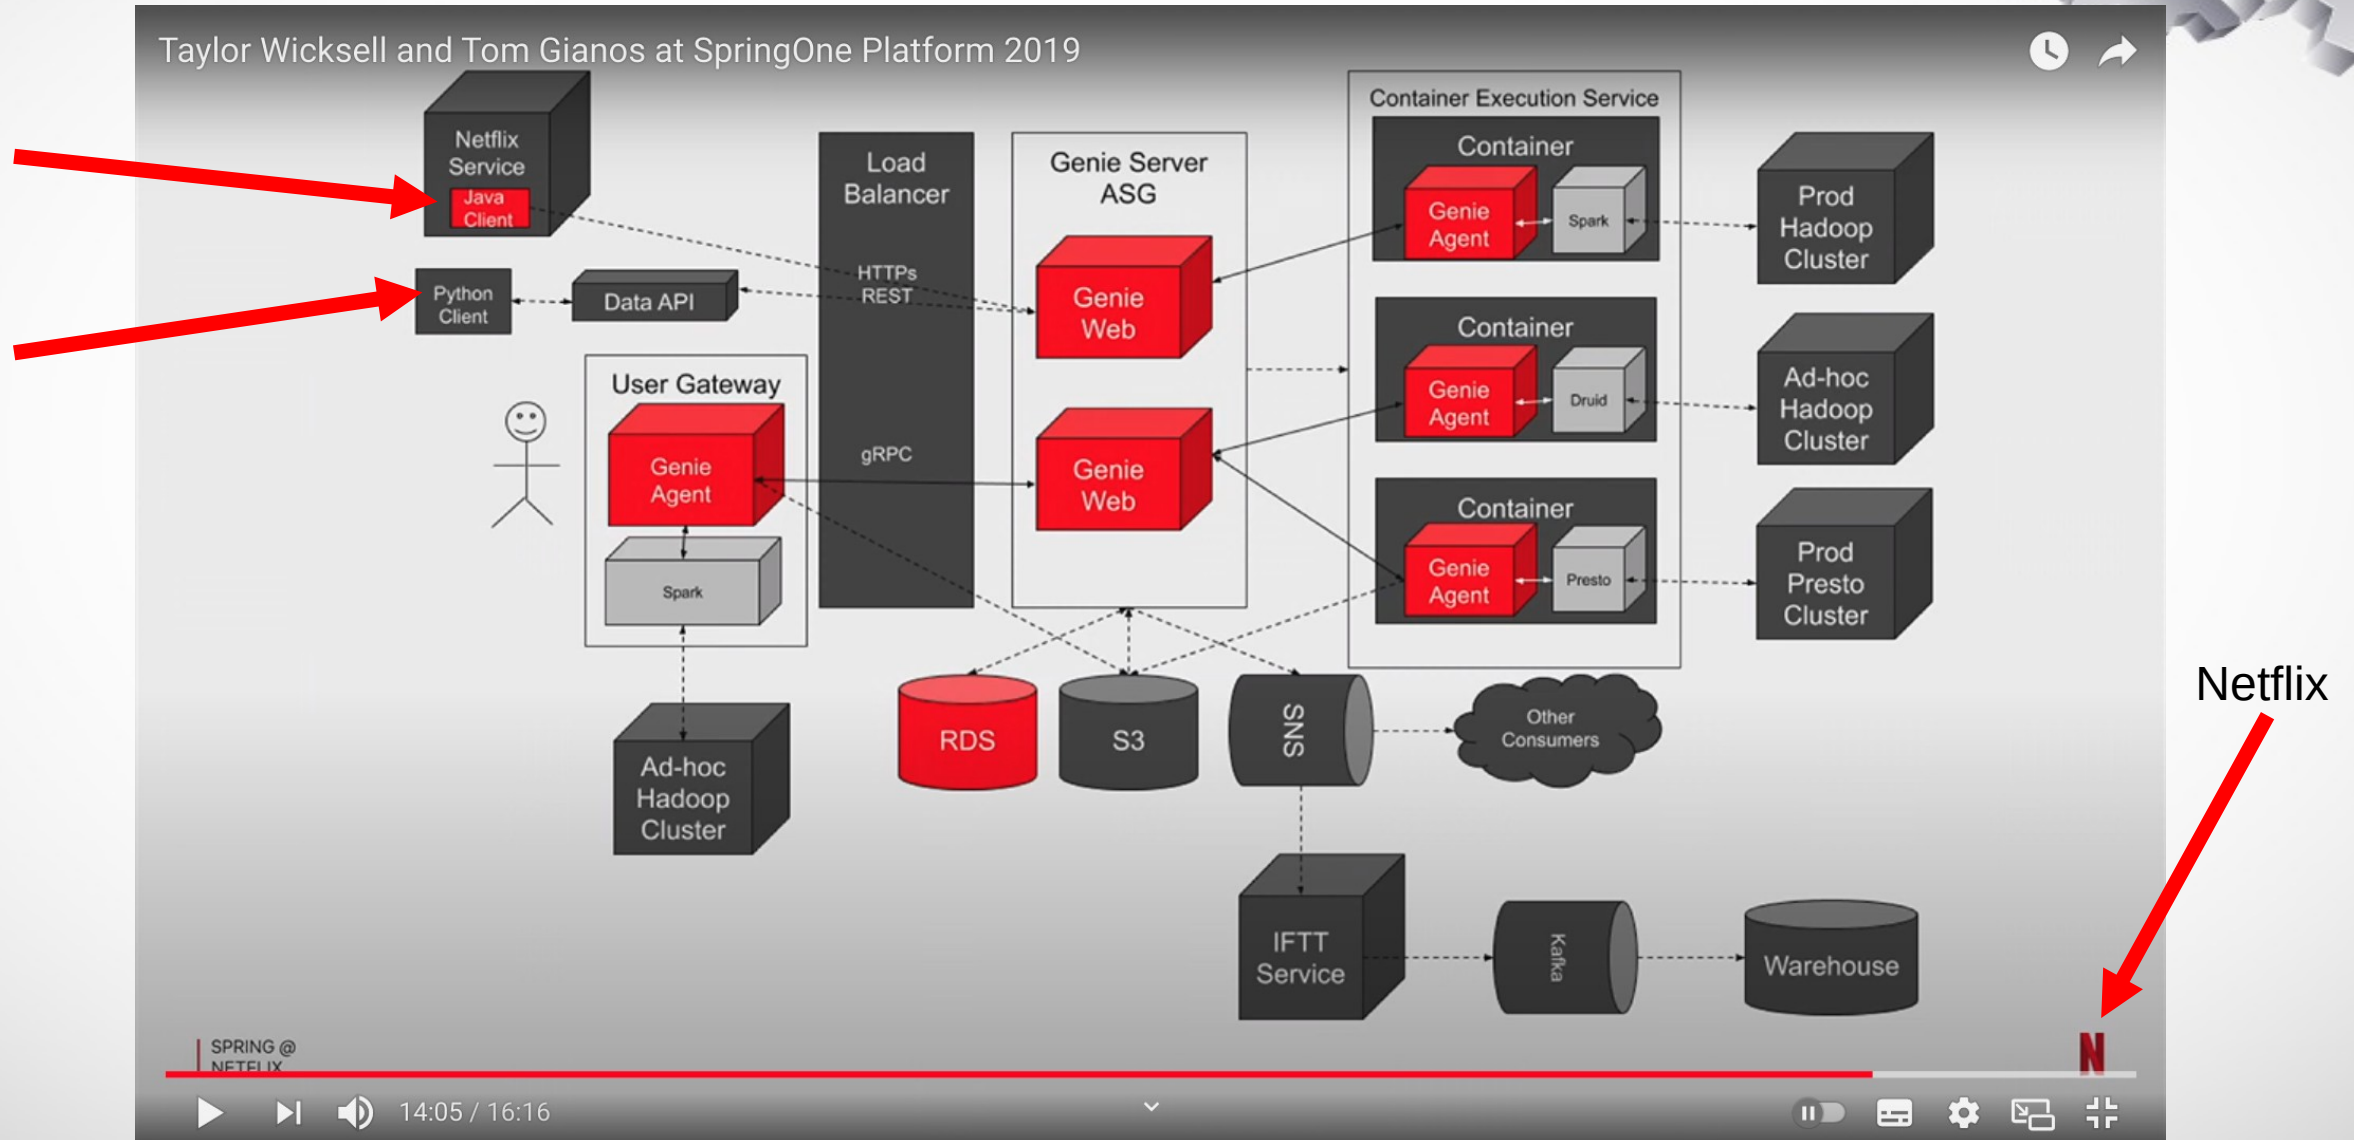 Taylor Wicksell and Tom Gianos at SpringOne Platform 2019
Netflix
Service
Java
Client
Python
Client
Data API
User Gateway
Genie
Agent
Spark
Ad-hoc
Hadoop
Cluster
Load
Balancer
HTTPs
REST
gRPC
Genie Server
ASG
Genie
Web
Genie
Web
Container Execution Service
Container
Genie
Agent
Spark
Container
Genie
Agent
Druid
Container
Genie
Agent
Presto
Prod
Hadoop
Cluster
Ad-hoc
Hadoop
Cluster
Prod
Presto
Cluster
RDS
S3
SNS
Other
Consumers
IFTT
Service
Kafka
Warehouse
Netflix
SPRING @
NETFLIX
N
14:05 / 16:16